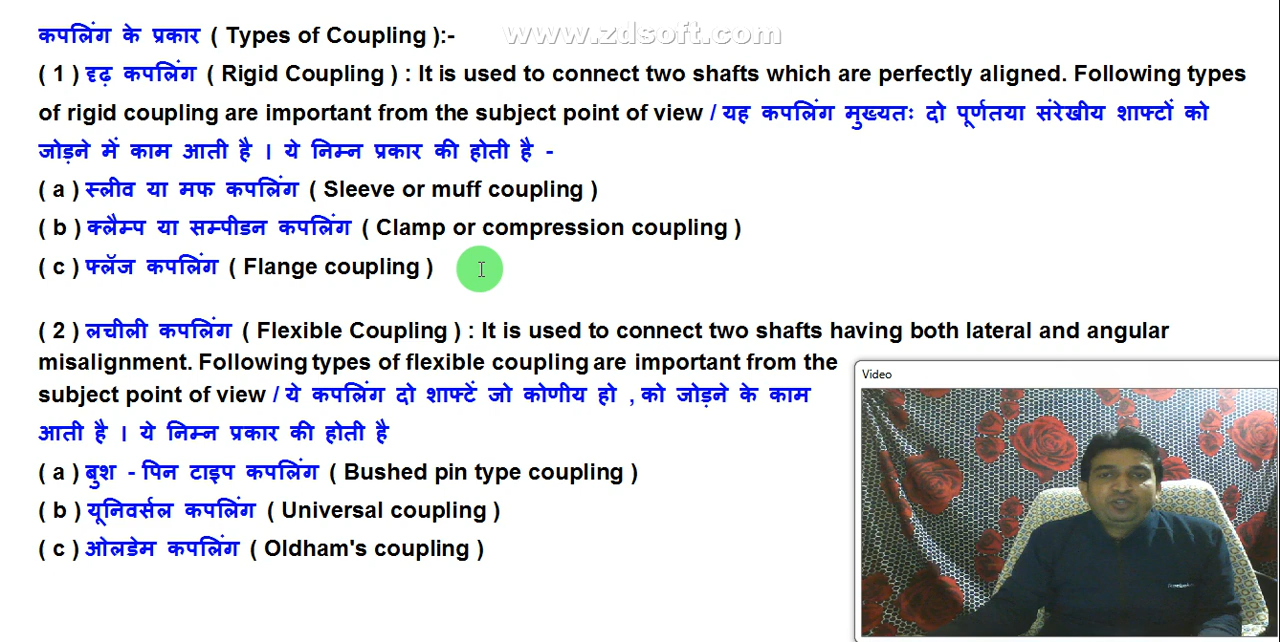 कपलिंग के प्रकार ( Types of Coupling ):-
www.zdsoft.com
( 1 ) दृढ़ कपलिंग ( Rigid Coupling ) : It is used to connect two shafts which are perfectly aligned. Following types
of rigid coupling are important from the subject point of view / यह कपलिंग मुख्यतः दो पूर्णतया संरेखीय शाफ्टों को
जोड़ने में काम आती है । ये निम्न प्रकार की होती है -
( a ) स्लीव या मफ कपलिंग ( Sleeve or muff coupling )
( b ) क्लैम्प या सम्पीडन कपलिंग ( Clamp or compression coupling )
( c ) फ्लॅज कपलिंग ( Flange coupling )
( 2 ) लचीली कपलिंग ( Flexible Coupling ) : It is used to connect two shafts having both lateral and angular
misalignment. Following types of flexible coupling are important from the
subject point of view / ये कपलिंग दो शाफ्टें जो कोणीय हो , को जोड़ने के काम
आती है । ये निम्न प्रकार की होती है
( a ) बुश - पिन टाइप कपलिंग ( Bushed pin type coupling )
( b ) यूनिवर्सल कपलिंग ( Universal coupling )
( c ) ओलडेम कपलिंग ( Oldham's coupling )
Video